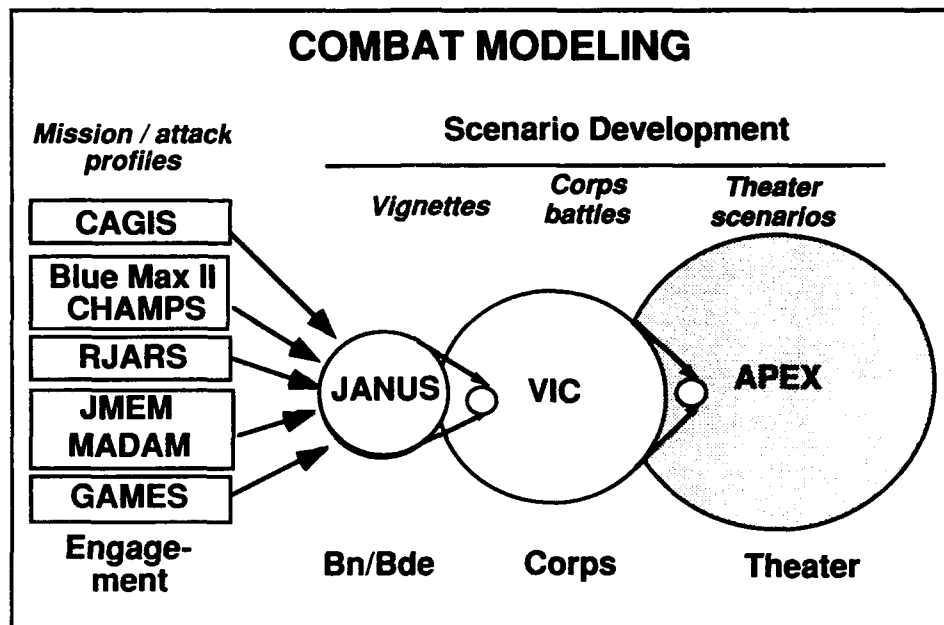 COMBAT MODELING
Mission / attack
profiles
Scenario Development
Vignettes
Corps
battles
Theater
scenarios
CAGIS
Blue Max II
CHAMPS
RJARS
JMEM
MADAM
GAMES
JANUS
VIC
APEX
Engage-
ment
Bn/Bde
Corps
Theater